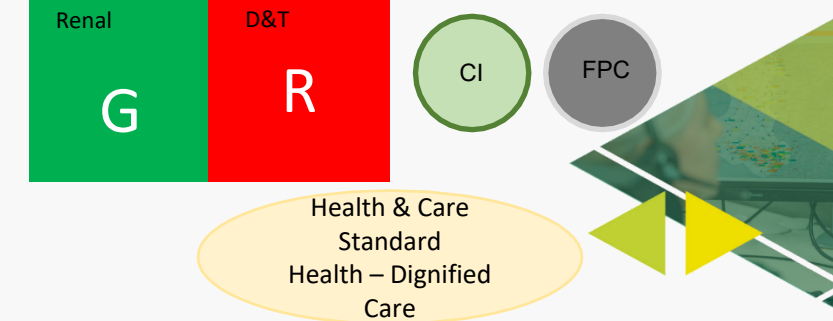 Renal
D&T
G
R
CI
FPC
Health & Care
Standard
Health – Dignified
Care